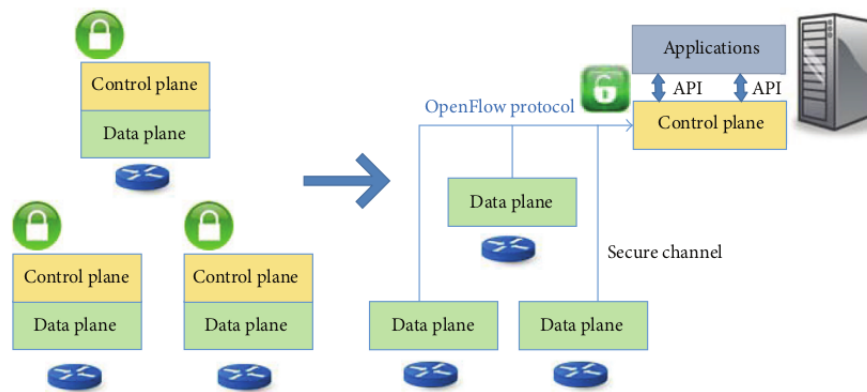 Control plane
Data plane
Control plane
Data plane
Control plane
Data plane
Applications
API
API
OpenFlow protocol
Control plane
Data plane
Secure channel
Data plane
Data plane